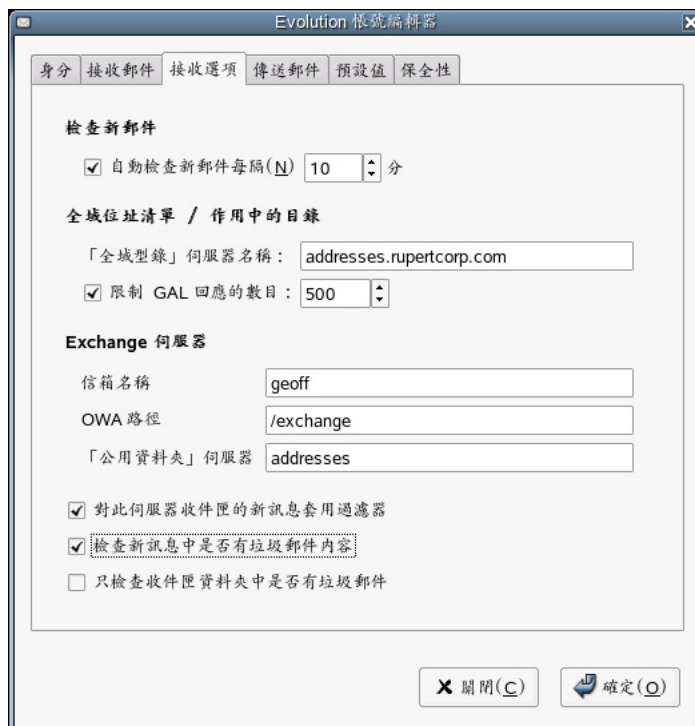 Evolution 帳號編輯器
身分 接收郵件 接收選項 傳送郵件 預設值 保全性
檢查新郵件
自動檢查新郵件每隔(N) 10 分
全域位址清單 / 作用中的目錄
「全域型錄」伺服器名稱： addresses.rupertcorp.com
限制 GAL 回應的數目： 500
Exchange 伺服器
信箱名稱 geoff
OWA 路徑 /exchange
「公用資料夾」伺服器 addresses
對此伺服器收件匣的新訊息套用過濾器
檢查新訊息中是否有垃圾郵件內容
只檢查收件匣資料夾中是否有垃圾郵件
關閉(C) 確定(O)